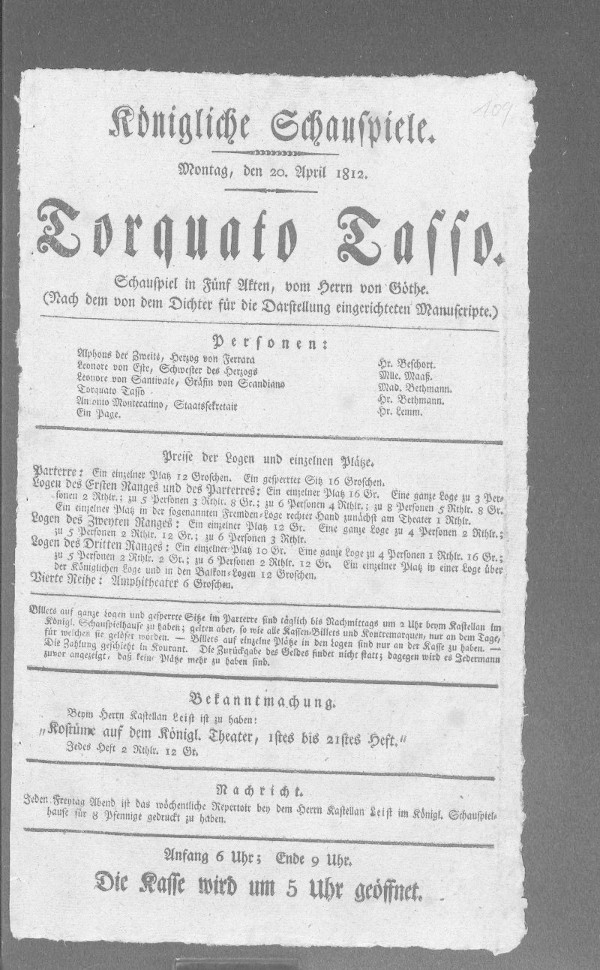 109
Königliche Schauspiele.
Montag, den 20. April 1812.
Torquato Tasso.
Schauspiel in Fünf Akten, vom Herrn von Göthe.
(Nach dem von dem Dichter für die Darstellung eingerichteten Manuscripte.)
Personen:
Alphons der Zweite, Herzog von Ferrara
Hr. Beschort.
Leonore von Este, Schwester des Herzogs
Mlle. Maaß.
Leonore von Santivale, Gräfin von Scandiano
Mad. Bethmann.
Torquato Tasso
Hr. Bethmann.
Antonio Montecatino, Staatssekretair
Hr. Lemm.
Ein Page.
Preise der Logen und einzelnen Plätze.
Parterre: Ein einzelner Platz 12 Groschen. Ein gesperrter Sitz 16 Groschen.
Logen des Ersten Ranges und des Parterres: Ein einzelner Platz 16 Gr. Eine ganze Loge zu 3 Per-
sonen 2 Rthlr.; zu 5 Personen 3 Rthlr. 8 Gr.; zu 6 Personen 4 Rthlr.; zu 8 Personen 5 Rthlr. 8 Gr.
Ein einzelner Platz in der sogenannten Fremden-Loge rechter Hand zunächst am Theater 1 Rthlr.
Logen des Zweyten Ranges: Ein einzelner Platz 12 Gr. Eine ganze Loge zu 4 Personen 2 Rthlr.;
zu 5 Personen 2 Rthlr. 12 Gr.; zu 6 Personen 3 Rthlr.
Logen des Dritten Ranges: Ein einzelner Platz 10 Gr. Eine ganze Loge zu 4 Personen 1 Rthlr. 16 Gr.;
zu 5 Personen 2 Rthlr. 2 Gr.; zu 6 Personen 2 Rthlr. 12 Gr. Ein einzelner Platz in einer Loge über
der Königlichen Loge und in den Balkon-Logen 12 Groschen.
Vierte Reihe: Amphitheater 6 Groschen.
Billets auf ganze Logen und gesperrte Sitze im Parterre sind täglich bis Nachmittags um 2 Uhr beym Kastellan im
Königl. Schauspielhause zu haben; gelten aber, so wie alle Kassen-Billets und Kontremarquen, nur an dem Tage,
für welchen sie gelöset worden. — Billets auf einzelne Plätze in den Logen sind nur an der Kasse zu haben. —
Die Zahlung geschieht in Kourant. Die Zurückgabe des Geldes findet nicht statt; dagegen wird es Jedermann
zuvor angezeigt, daß keine Plätze mehr zu haben sind.
Bekanntmachung.
Beym Herrn Kastellan Leist ist zu haben:
„Kostüme auf dem Königl. Theater, 1stes bis 21stes Heft.“
Jedes Heft 2 Rthlr. 12 Gr.
Nachricht.
Jeden Freytag Abend ist das wöchentliche Repertoir bey dem Herrn Kastellan Leist im Königl. Schauspiel-
hause für 8 Pfennige gedruckt zu haben.
Anfang 6 Uhr; Ende 9 Uhr.
Die Kasse wird um 5 Uhr geöffnet.